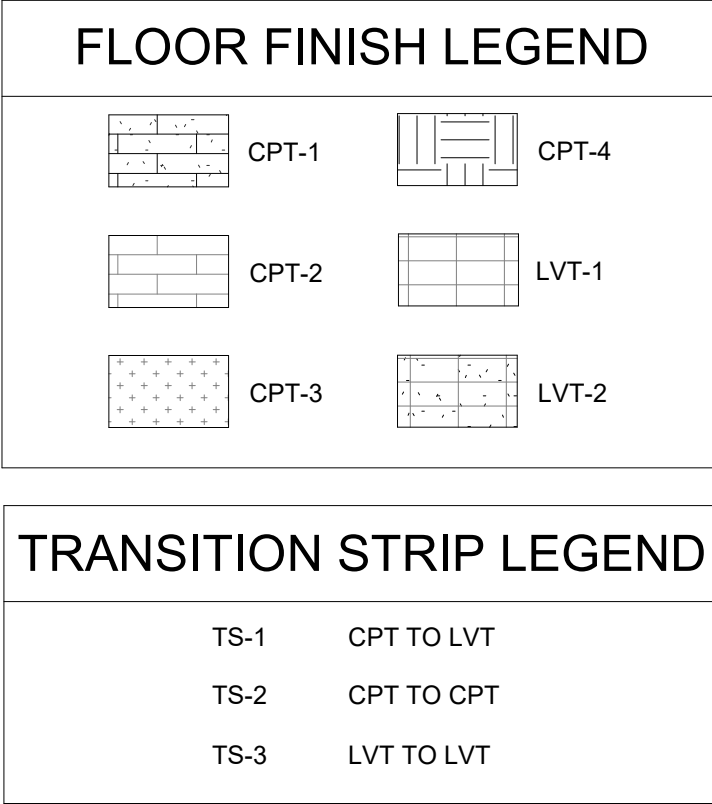 FLOOR FINISH LEGEND
CPT-1
CPT-4
CPT-2
LVT-1
CPT-3
LVT-2
TRANSITION STRIP LEGEND
TS-1 CPT TO LVT
TS-2 CPT TO CPT
TS-3 LVT TO LVT